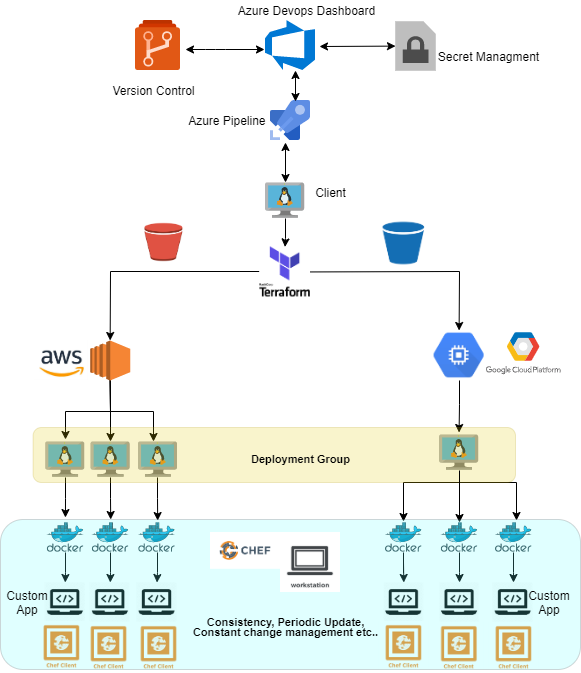 Azure Devops Dashboard
Secret Managment
Version Control
Azure Pipeline
Client
HashiCorp
Terraform
aws
Google Cloud Platform
Deployment Group
docker
docker
docker
docker
docker
docker
CHEF
workstation
Custom
App
Custom
App
Consistency, Periodic Update,
Constant change management etc..
Chef Client
Chef Client
Chef Client
Chef Client
Chef Client
Chef Client